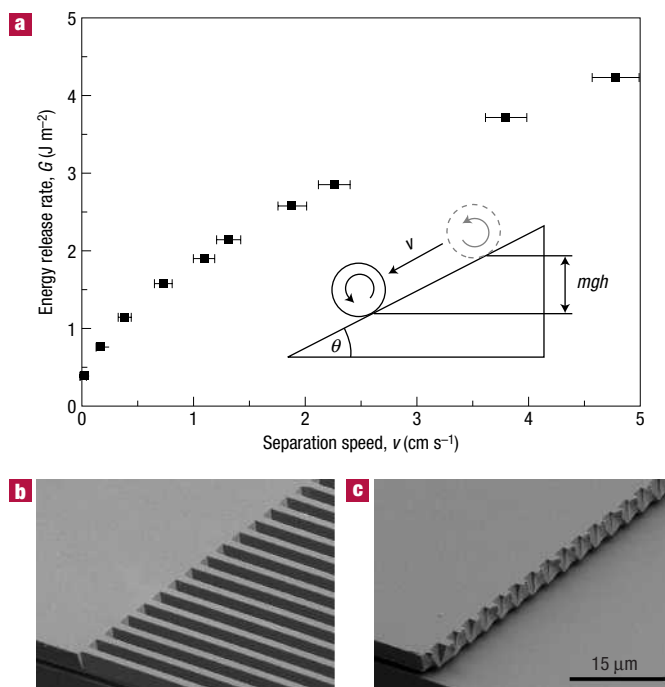 a
5
4
3
2
1
0
Energy release rate, G (J m⁻²)
v
mgh
θ
0 1 2 3 4 5
Separation speed, v (cm s⁻¹)
b
c
15 µm